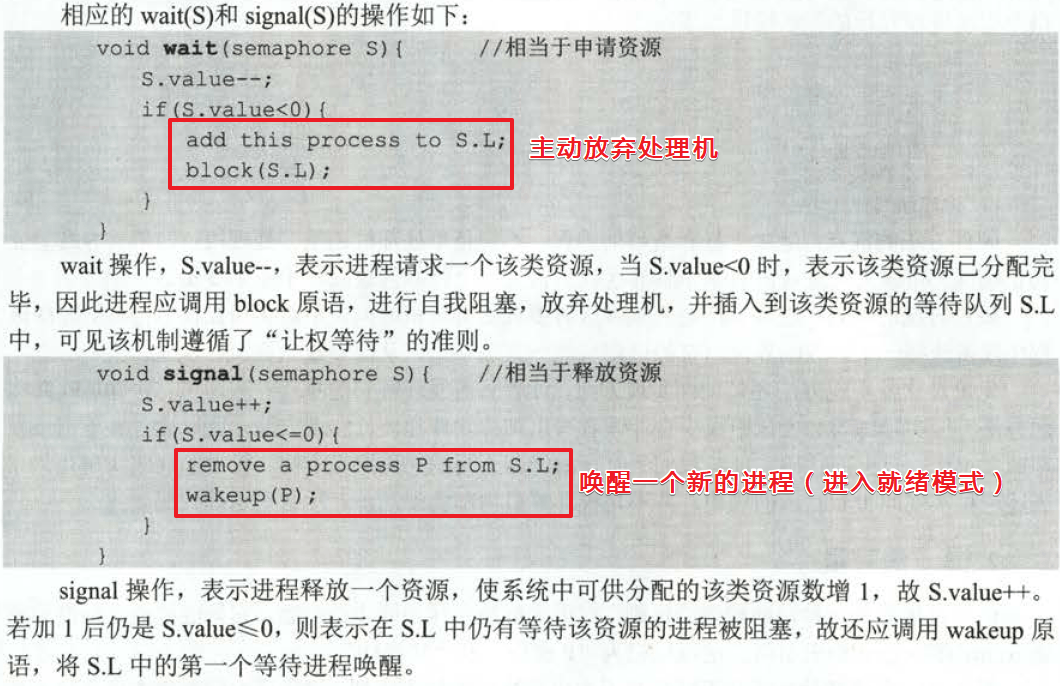 相应的 wait(S)和 signal(S)的操作如下：
void wait(semaphore S){ //相当于申请资源
S.value--;
if(S.value<0){
add this process to S.L;
block(S.L);
主动放弃处理机
}
}
wait 操作，S.value--，表示进程请求一个该类资源，当 S.value<0 时，表示该类资源已分配完
毕，因此进程应调用 block 原语，进行自我阻塞，放弃处理机，并插入到该类资源的等待队列 S.L
中，可见该机制遵循了“让权等待”的准则。
void signal(semaphore S){ //相当于释放资源
S.value++;
if(S.value<=0){
remove a process P from S.L;
wakeup(P);
唤醒一个新的进程（进入就绪模式）
}
}
signal 操作，表示进程释放一个资源，使系统中可供分配的该类资源数增 1，故 S.value++。
若加 1 后仍是 S.value≤0，则表示在 S.L 中仍有等待该资源的进程被阻塞，故还应调用 wakeup 原
语，将 S.L 中的第一个等待进程唤醒。